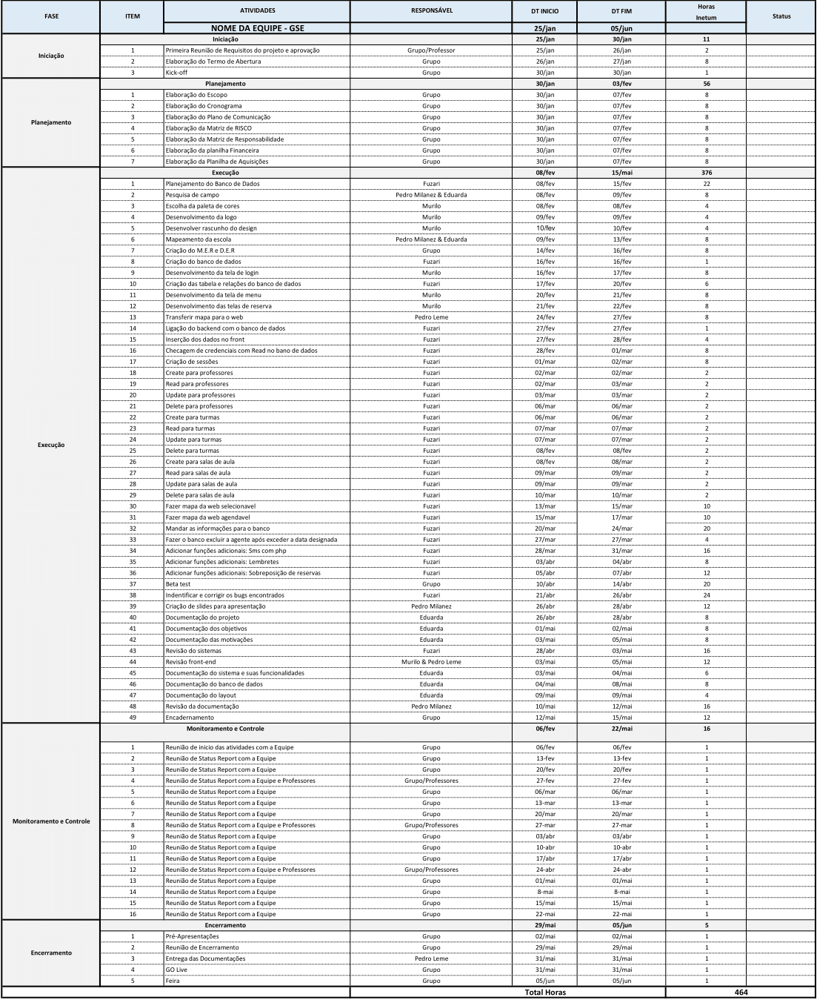 FASE ITEM ATIVIDADES RESPONSÁVEL DT INICIO DT FIM Horas Inetum Status
NOME DA EQUIPE - GSE 25/jan 05/jun
Iniciação
Iniciação 25/jan 30/jan 11
1 Primeira Reunião de Requisitos do projeto e aprovação Grupo/Professor 25/jan 26/jan 2
2 Elaboração do Termo de Abertura Grupo 26/jan 27/jan 8
3 Kick-off Grupo 30/jan 30/jan 1
Planejamento
Planejamento 30/jan 03/fev 56
1 Elaboração do Escopo Grupo 30/jan 07/fev 8
2 Elaboração do Cronograma Grupo 30/jan 07/fev 8
3 Elaboração do Plano de Comunicação Grupo 30/jan 07/fev 8
4 Elaboração da Matriz de RISCO Grupo 30/jan 07/fev 8
5 Elaboração da Matriz de Responsabilidade Grupo 30/jan 07/fev 8
6 Elaboração da planilha Financeira Grupo 30/jan 07/fev 8
7 Elaboração da Planilha de Aquisições Grupo 30/jan 07/fev 8
Execução
Execução 08/fev 15/mai 376
1 Planejamento do Banco de Dados Fuzari 08/fev 15/fev 22
2 Pesquisa de campo Pedro Milanez & Eduarda 08/fev 09/fev 8
3 Escolha da paleta de cores Murilo 08/fev 08/fev 4
4 Desenvolvimento da logo Murilo 09/fev 09/fev 4
5 Desenvolver rascunho do design Murilo 10/fev 10/fev 4
6 Mapeamento da escola Pedro Milanez & Eduarda 09/fev 13/fev 8
7 Criação do M.E.R e D.E.R Grupo 14/fev 16/fev 8
8 Criação do banco de dados Fuzari 16/fev 16/fev 1
9 Desenvolvimento da tela de login Murilo 16/fev 17/fev 8
10 Criação das tabela e relações do banco de dados Fuzari 17/fev 20/fev 6
11 Desenvolvimento da tela de menu Murilo 20/fev 21/fev 8
12 Desenvolvimento das telas de reserva Murilo 21/fev 22/fev 8
13 Transferir mapa para o web Pedro Leme 24/fev 27/fev 8
14 Ligação do backend com o banco de dados Fuzari 27/fev 27/fev 1
15 Inserção dos dados no front Fuzari 27/fev 28/fev 4
16 Checagem de credenciais com Read no bano de dados Fuzari 28/fev 01/mar 8
17 Criação de sessões Fuzari 01/mar 02/mar 8
18 Create para professores Fuzari 02/mar 02/mar 2
19 Read para professores Fuzari 02/mar 03/mar 2
20 Update para professores Fuzari 03/mar 03/mar 2
21 Delete para professores Fuzari 06/mar 06/mar 2
22 Create para turmas Fuzari 06/mar 06/mar 2
23 Read para turmas Fuzari 07/mar 07/mar 2
24 Update para turmas Fuzari 07/mar 07/mar 2
25 Delete para turmas Fuzari 08/fev 08/fev 2
26 Create para salas de aula Fuzari 08/fev 08/mar 2
27 Read para salas de aula Fuzari 09/mar 09/mar 2
28 Update para salas de aula Fuzari 09/mar 09/mar 2
29 Delete para salas de aula Fuzari 10/mar 10/mar 2
30 Fazer mapa da web selecionavel Fuzari 13/mar 15/mar 10
31 Fazer mapa da web agendavel Fuzari 15/mar 17/mar 10
32 Mandar as informações para o banco Fuzari 20/mar 24/mar 20
33 Fazer o banco excluir a agente após exceder a data designada Fuzari 27/mar 27/mar 4
34 Adicionar funções adicionais: Sms com php Fuzari 28/mar 31/mar 16
35 Adicionar funções adicionais: Lembretes Fuzari 03/abr 04/abr 8
36 Adicionar funções adicionais: Sobreposição de reservas Fuzari 05/abr 07/abr 12
37 Beta test Grupo 10/abr 14/abr 20
38 Indentificar e corrigir os bugs encontrados Fuzari 21/abr 26/abr 24
39 Criação de slides para apresentação Pedro Milanez 26/abr 28/abr 12
40 Documentação do projeto Eduarda 26/abr 28/abr 8
41 Documentação dos objetivos Eduarda 01/mai 02/mai 8
42 Documentação das motivações Eduarda 03/mai 05/mai 8
43 Revisão do sistemas Fuzari 28/abr 03/mai 16
44 Revisão front-end Murilo & Pedro Leme 03/mai 05/mai 12
45 Documentação do sistema e suas funcionalidades Eduarda 03/mai 04/mai 6
46 Documentação do banco de dados Eduarda 04/mai 08/mai 8
47 Documentação do layout Eduarda 09/mai 09/mai 4
48 Revisão da documentação Pedro Milanez 10/mai 12/mai 16
49 Encadernamento Grupo 12/mai 15/mai 12
Monitoramento e Controle
Monitoramento e Controle 06/fev 22/mai 16
1 Reunião de inicio das atividades com a Equipe Grupo 06/fev 06/fev 1
2 Reunião de Status Report com a Equipe Grupo 13-fev 13-fev 1
3 Reunião de Status Report com a Equipe Grupo 20/fev 20/fev 1
4 Reunião de Status Report com a Equipe e Professores Grupo/Professores 27-fev 27-fev 1
5 Reunião de Status Report com a Equipe Grupo 06/mar 06/mar 1
6 Reunião de Status Report com a Equipe Grupo 13-mar 13-mar 1
7 Reunião de Status Report com a Equipe Grupo 20/mar 20/mar 1
8 Reunião de Status Report com a Equipe e Professores Grupo/Professores 27-mar 27-mar 1
9 Reunião de Status Report com a Equipe Grupo 03/abr 03/abr 1
10 Reunião de Status Report com a Equipe Grupo 10-abr 10-abr 1
11 Reunião de Status Report com a Equipe Grupo 17/abr 17/abr 1
12 Reunião de Status Report com a Equipe e Professores Grupo/Professores 24-abr 24-abr 1
13 Reunião de Status Report com a Equipe Grupo 01/mai 01/mai 1
14 Reunião de Status Report com a Equipe Grupo 8-mai 8-mai 1
15 Reunião de Status Report com a Equipe Grupo 15/mai 15/mai 1
16 Reunião de Status Report com a Equipe Grupo 22-mai 22-mai 1
Encerramento
Encerramento 29/mai 05/jun 5
1 Pré-Apresentações Grupo 02/mai 02/mai 1
2 Reunião de Encerramento Grupo 29/mai 29/mai 1
3 Entrega das Documentações Pedro Leme 31/mai 31/mai 1
4 GO Live Grupo 31/mai 31/mai 1
5 Feira Grupo 05/jun 05/jun 1
Total Horas 464